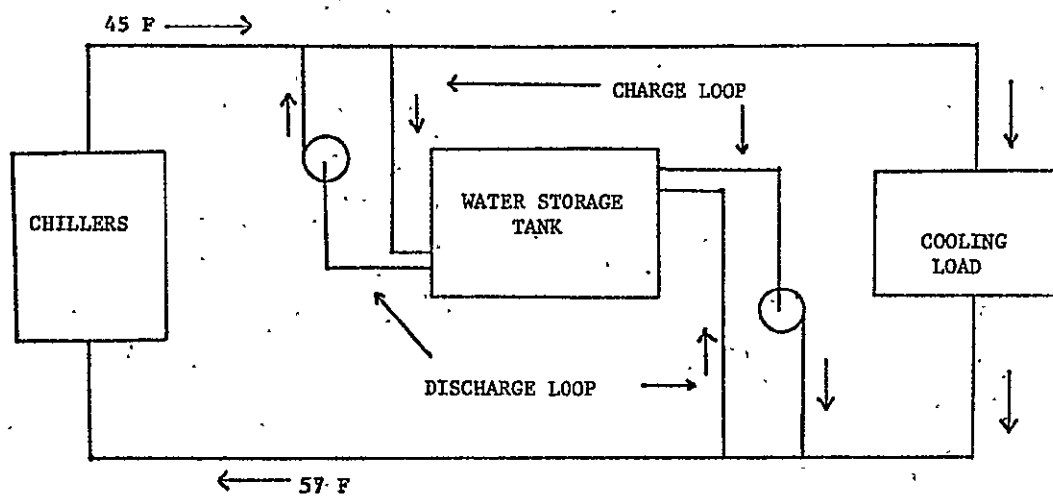 45 F
CHARGE LOOP
CHILLERS
WATER STORAGE
TANK
COOLING
LOAD
DISCHARGE LOOP
57 F